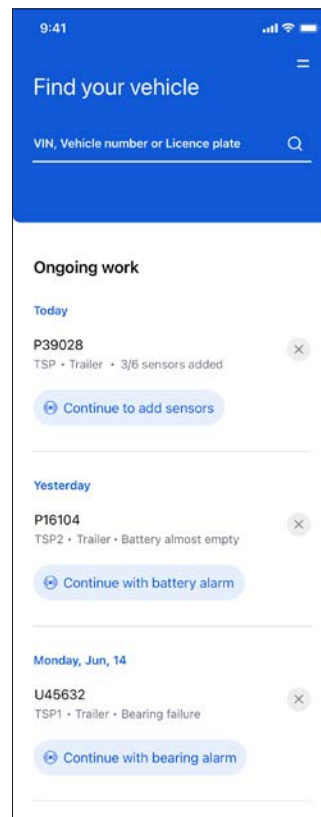 9:41
Find your vehicle
VIN, Vehicle number or Licence plate
Ongoing work
Today
P39028
TSP • Trailer • 3/6 sensors added
Continue to add sensors
Yesterday
P16104
TSP2 • Trailer • Battery almost empty
Continue with battery alarm
Monday, Jun, 14
U45632
TSP1 • Trailer • Bearing failure
Continue with bearing alarm